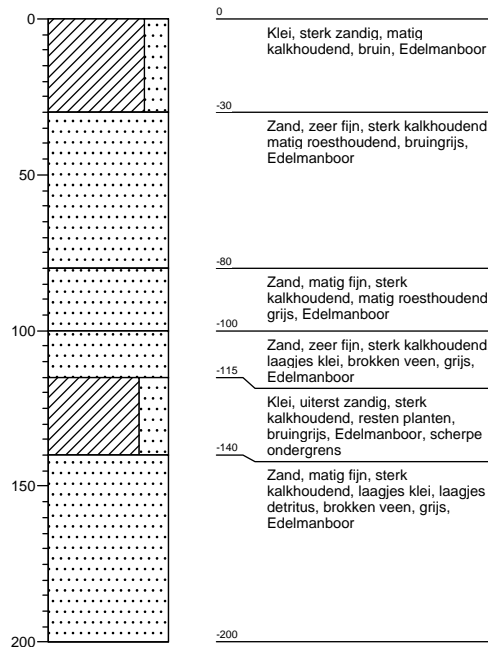 0
0
Klei, sterk zandig, matig
kalkhoudend, bruin, Edelmanboor
-30
Zand, zeer fijn, sterk kalkhoudend
matig roesthoudend, bruingrijs,
Edelmanboor
50
-80
Zand, matig fijn, sterk
kalkhoudend, matig roesthoudend
grijs, Edelmanboor
100
-100
Zand, zeer fijn, sterk kalkhoudend
laagjes klei, brokken veen, grijs,
Edelmanboor
-115
Klei, uiterst zandig, sterk
kalkhoudend, resten planten,
bruingrijs, Edelmanboor, scherpe
ondergrens
-140
Zand, matig fijn, sterk
kalkhoudend, laagjes klei, laagjes
detritus, brokken veen, grijs,
Edelmanboor
150
200
-200